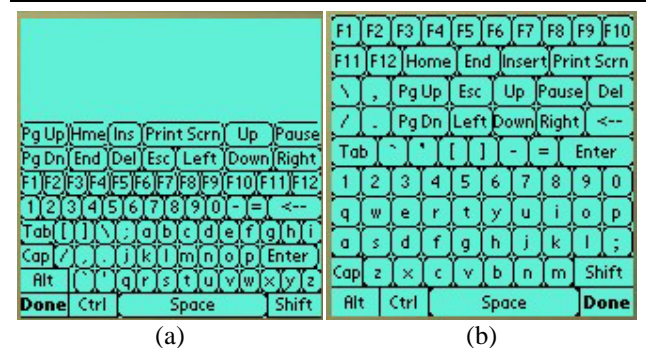 Pg Up Hme Ins Print Scrn Up Pause
Pg Dn End Del Esc Left Down Right
F1 F2 F3 F4 F5 F6 F7 F8 F9 F10 F11 F12
1 2 3 4 5 6 7 8 9 0 - = <--
Tab [ ] \ ; a b c d e f g h i
Cap / , . j k l m n o p Enter
Alt ` ' q r s t u v w x y z
Done Ctrl Space Shift
(a)
F1 F2 F3 F4 F5 F6 F7 F8 F9 F10
F11 F12 Home End Insert Print Scrn
\ , Pg Up Esc Up Pause Del
/ . Pg Dn Left Down Right <--
Tab ` ' [ ] - = Enter
1 2 3 4 5 6 7 8 9 0
q w e r t y u i o p
a s d f g h j k l ;
Cap z x c v b n m Shift
Alt Ctrl Space Done
(b)